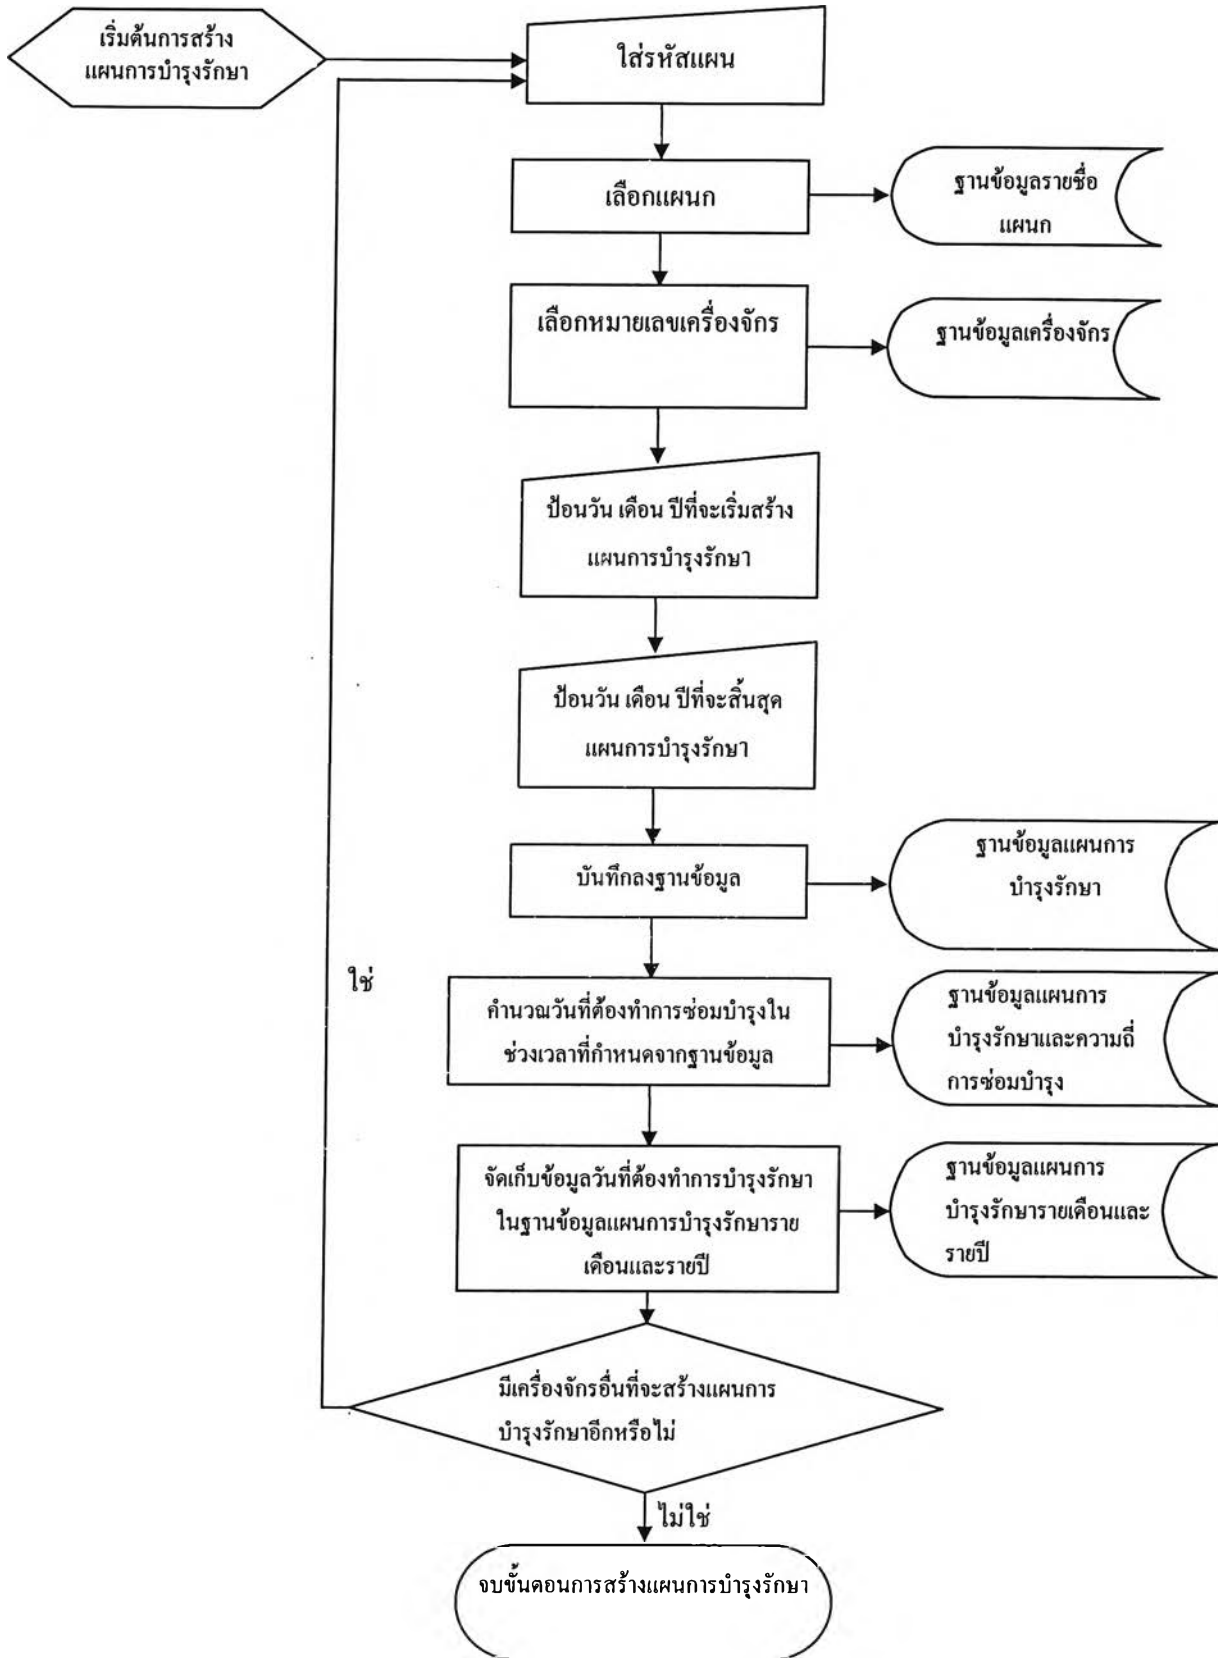 เริ่มต้นการสร้าง
แผนการบำรุงรักษา
ใส่รหัสแผน
เลือกแผนก
ฐานข้อมูลรายชื่อ
แผนก
เลือกหมายเลขเครื่องจักร
ฐานข้อมูลเครื่องจักร
ป้อนวัน เดือน ปีที่จะเริ่มสร้าง
แผนการบำรุงรักษา
ป้อนวัน เดือน ปีที่จะสิ้นสุด
แผนการบำรุงรักษา
บันทึกลงฐานข้อมูล
ฐานข้อมูลแผนการ
บำรุงรักษา
ใช่
คำนวณวันที่ต้องทำการซ่อมบำรุงใน
ช่วงเวลาที่กำหนดจากฐานข้อมูล
ฐานข้อมูลแผนการ
บำรุงรักษาและความถี่
การซ่อมบำรุง
จัดเก็บข้อมูลวันที่ต้องทำการบำรุงรักษา
ในฐานข้อมูลแผนการบำรุงรักษาราย
เดือนและรายปี
ฐานข้อมูลแผนการ
บำรุงรักษารายเดือนและ
รายปี
มีเครื่องจักรอื่นที่จะสร้างแผนการ
บำรุงรักษาอีกหรือไม่
ไม่ใช่
จบขั้นตอนการสร้างแผนการบำรุงรักษา